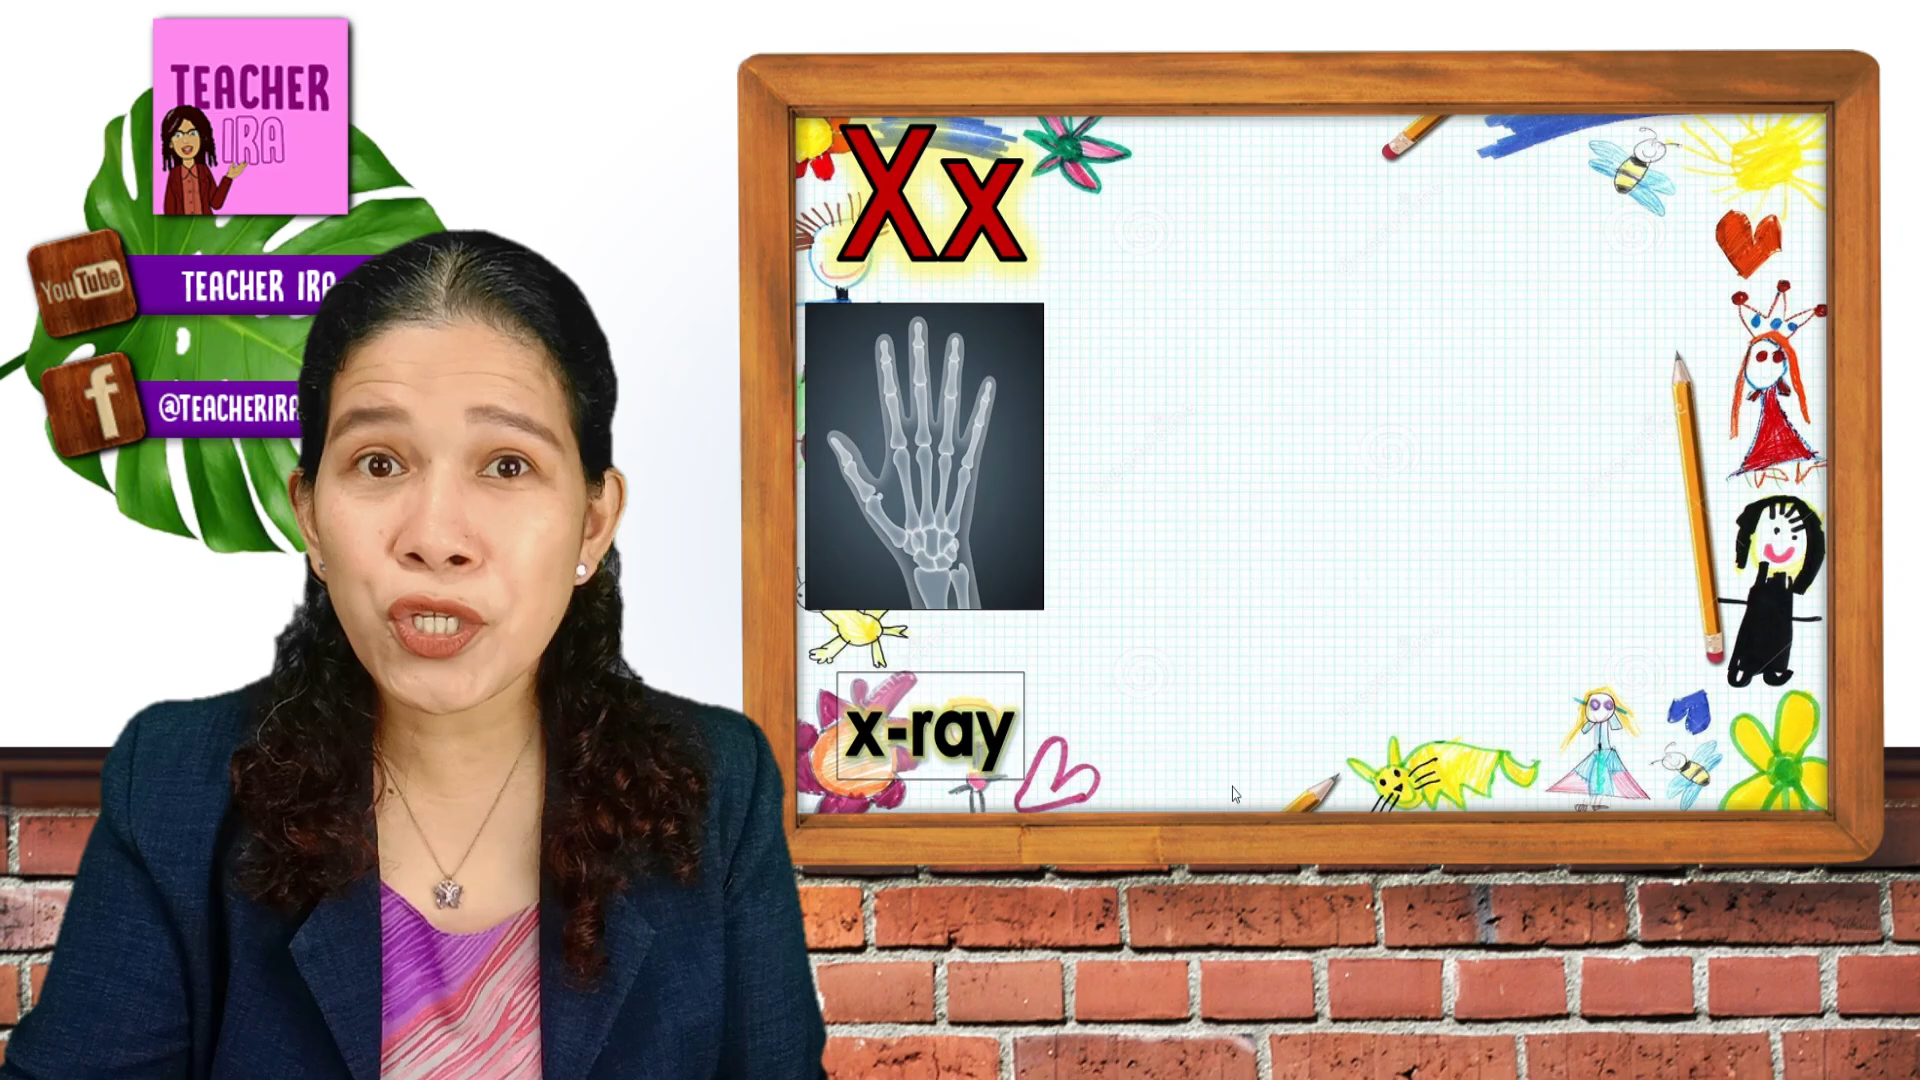 TEACHER
IRA
YouTube
TEACHER IRA
f
@TEACHERIRA
Xx
x-ray